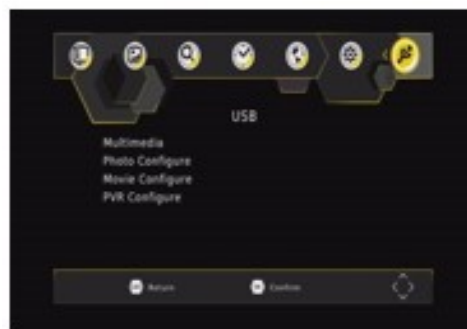 USB
Multimedia
Photo Configure
Movie Configure
PVR Configure
Return
Confirm